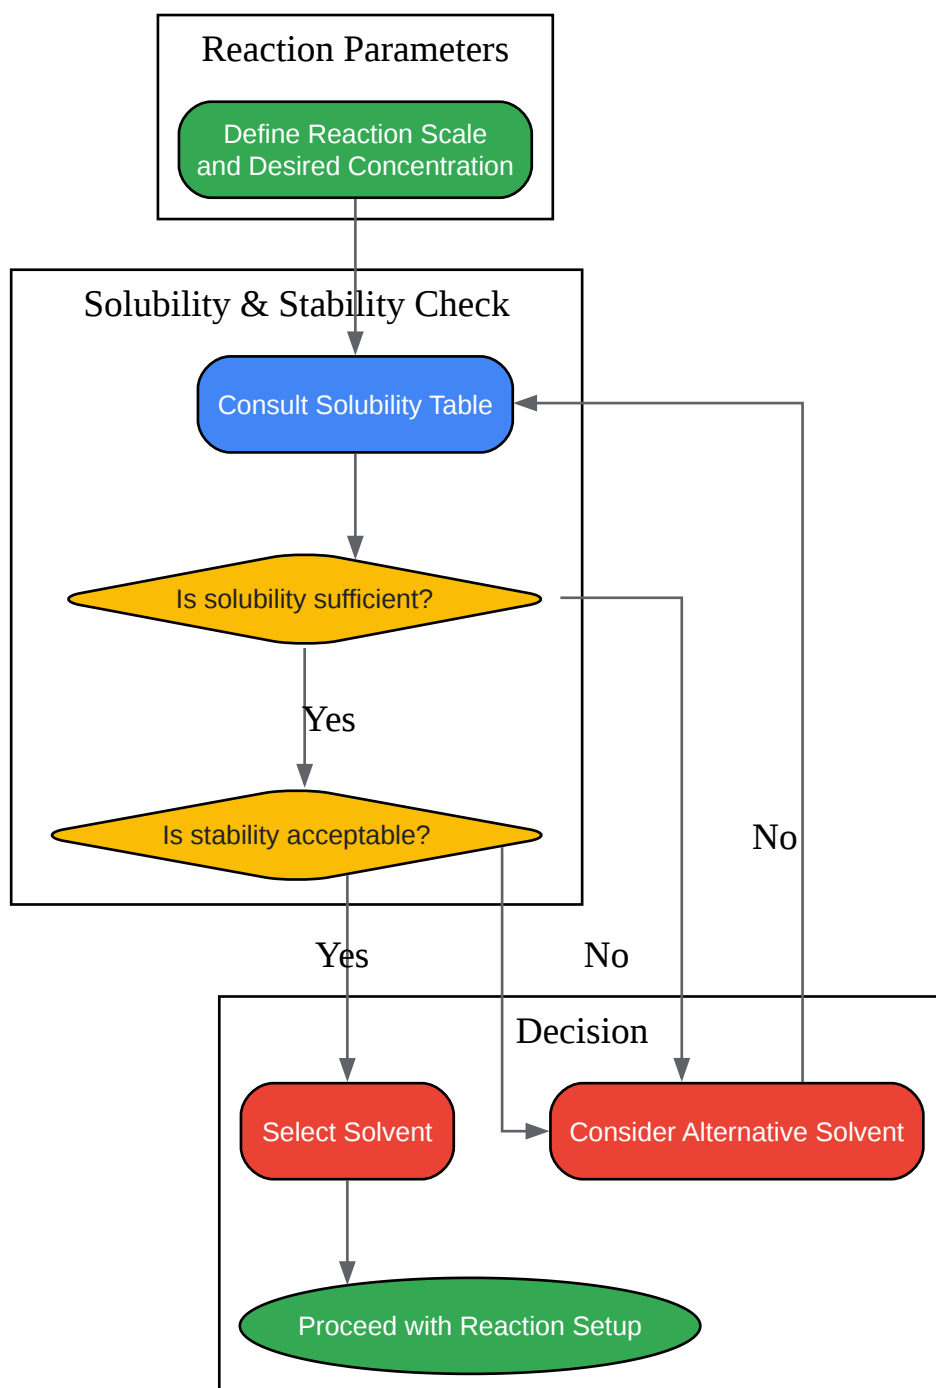 Reaction Parameters
Define Reaction Scale
and Desired Concentration
Solubility & Stability Check
Consult Solubility Table
Is solubility sufficient?
Yes
Is stability acceptable?
No
Yes
No
Decision
Select Solvent
Consider Alternative Solvent
Proceed with Reaction Setup